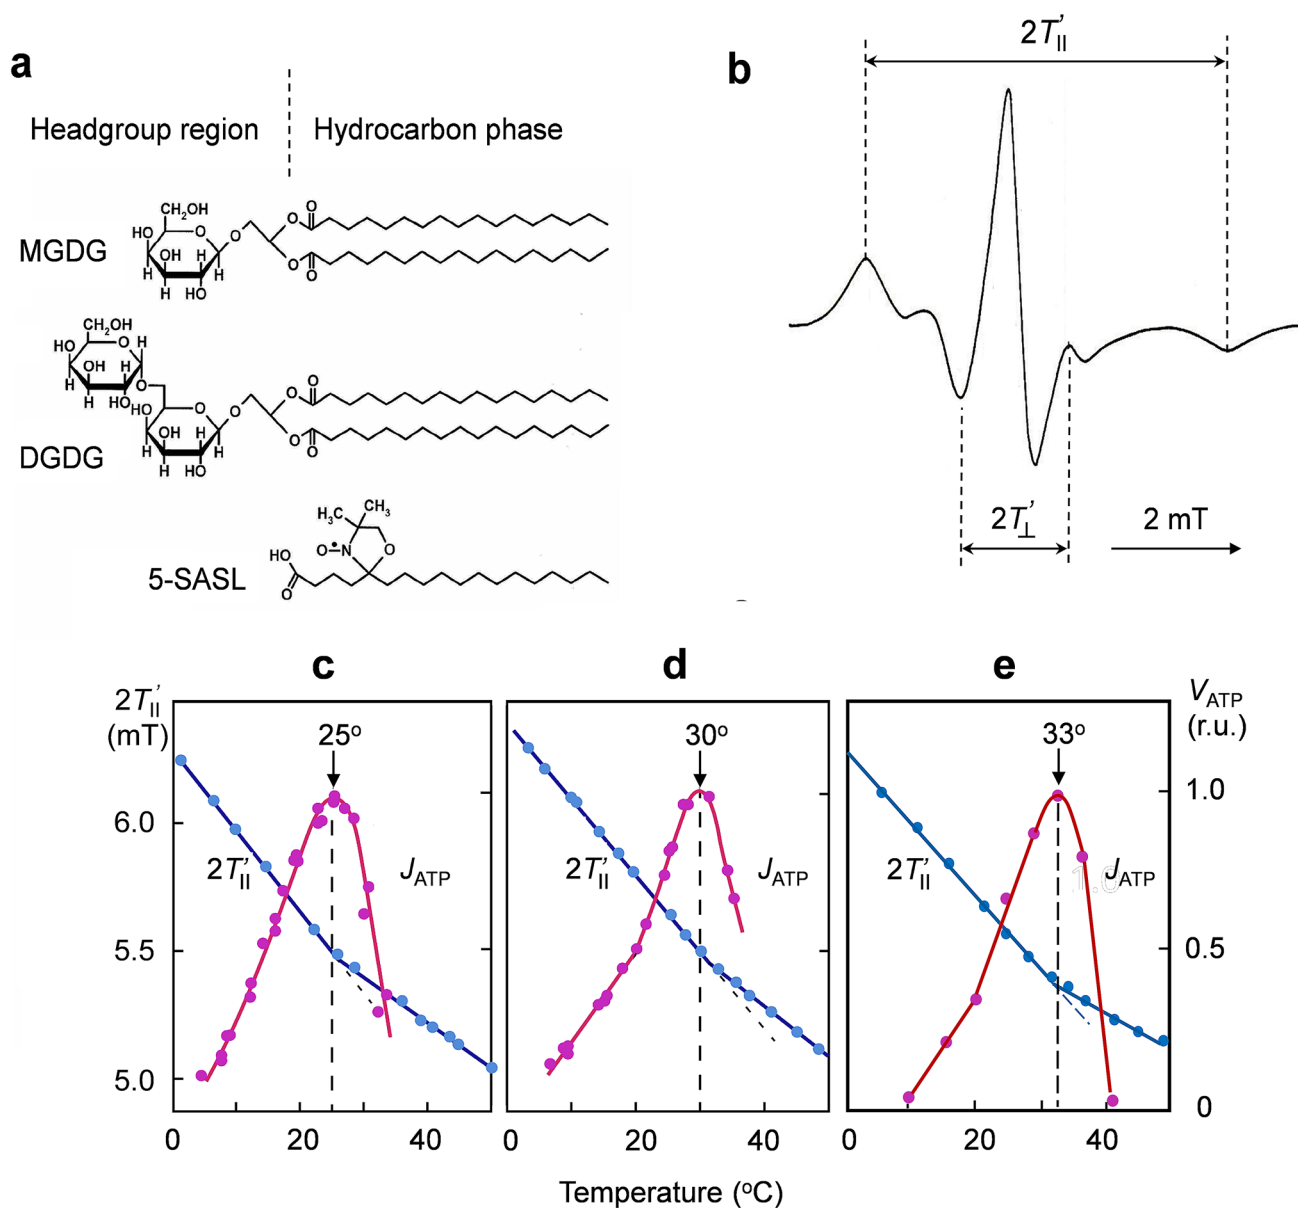 a
Headgroup region
Hydrocarbon phase
MGDG
CH₂OH
HO
O
O
O
O
OH
H
H
H
H
H
HO
O
O
DGDG
CH₂OH
HO
O
H
OH
H
H
H
H
HO
O
HO
O
O
O
O
OH
H
H
H
H
H
HO
O
O
5-SASL
H₃C
CH₃
O
N
O
HO
O
b
2T′||
2T′⊥
2 mT
c
2T′||
(mT)
6.0
5.5
5.0
25º
2T′||
JATP
0
20
40
d
30º
2T′||
JATP
0
20
40
e
33º
2T′||
1.0
JATP
0
20
40
VATP
(r.u.)
1.0
0.5
0
Temperature (ºC)